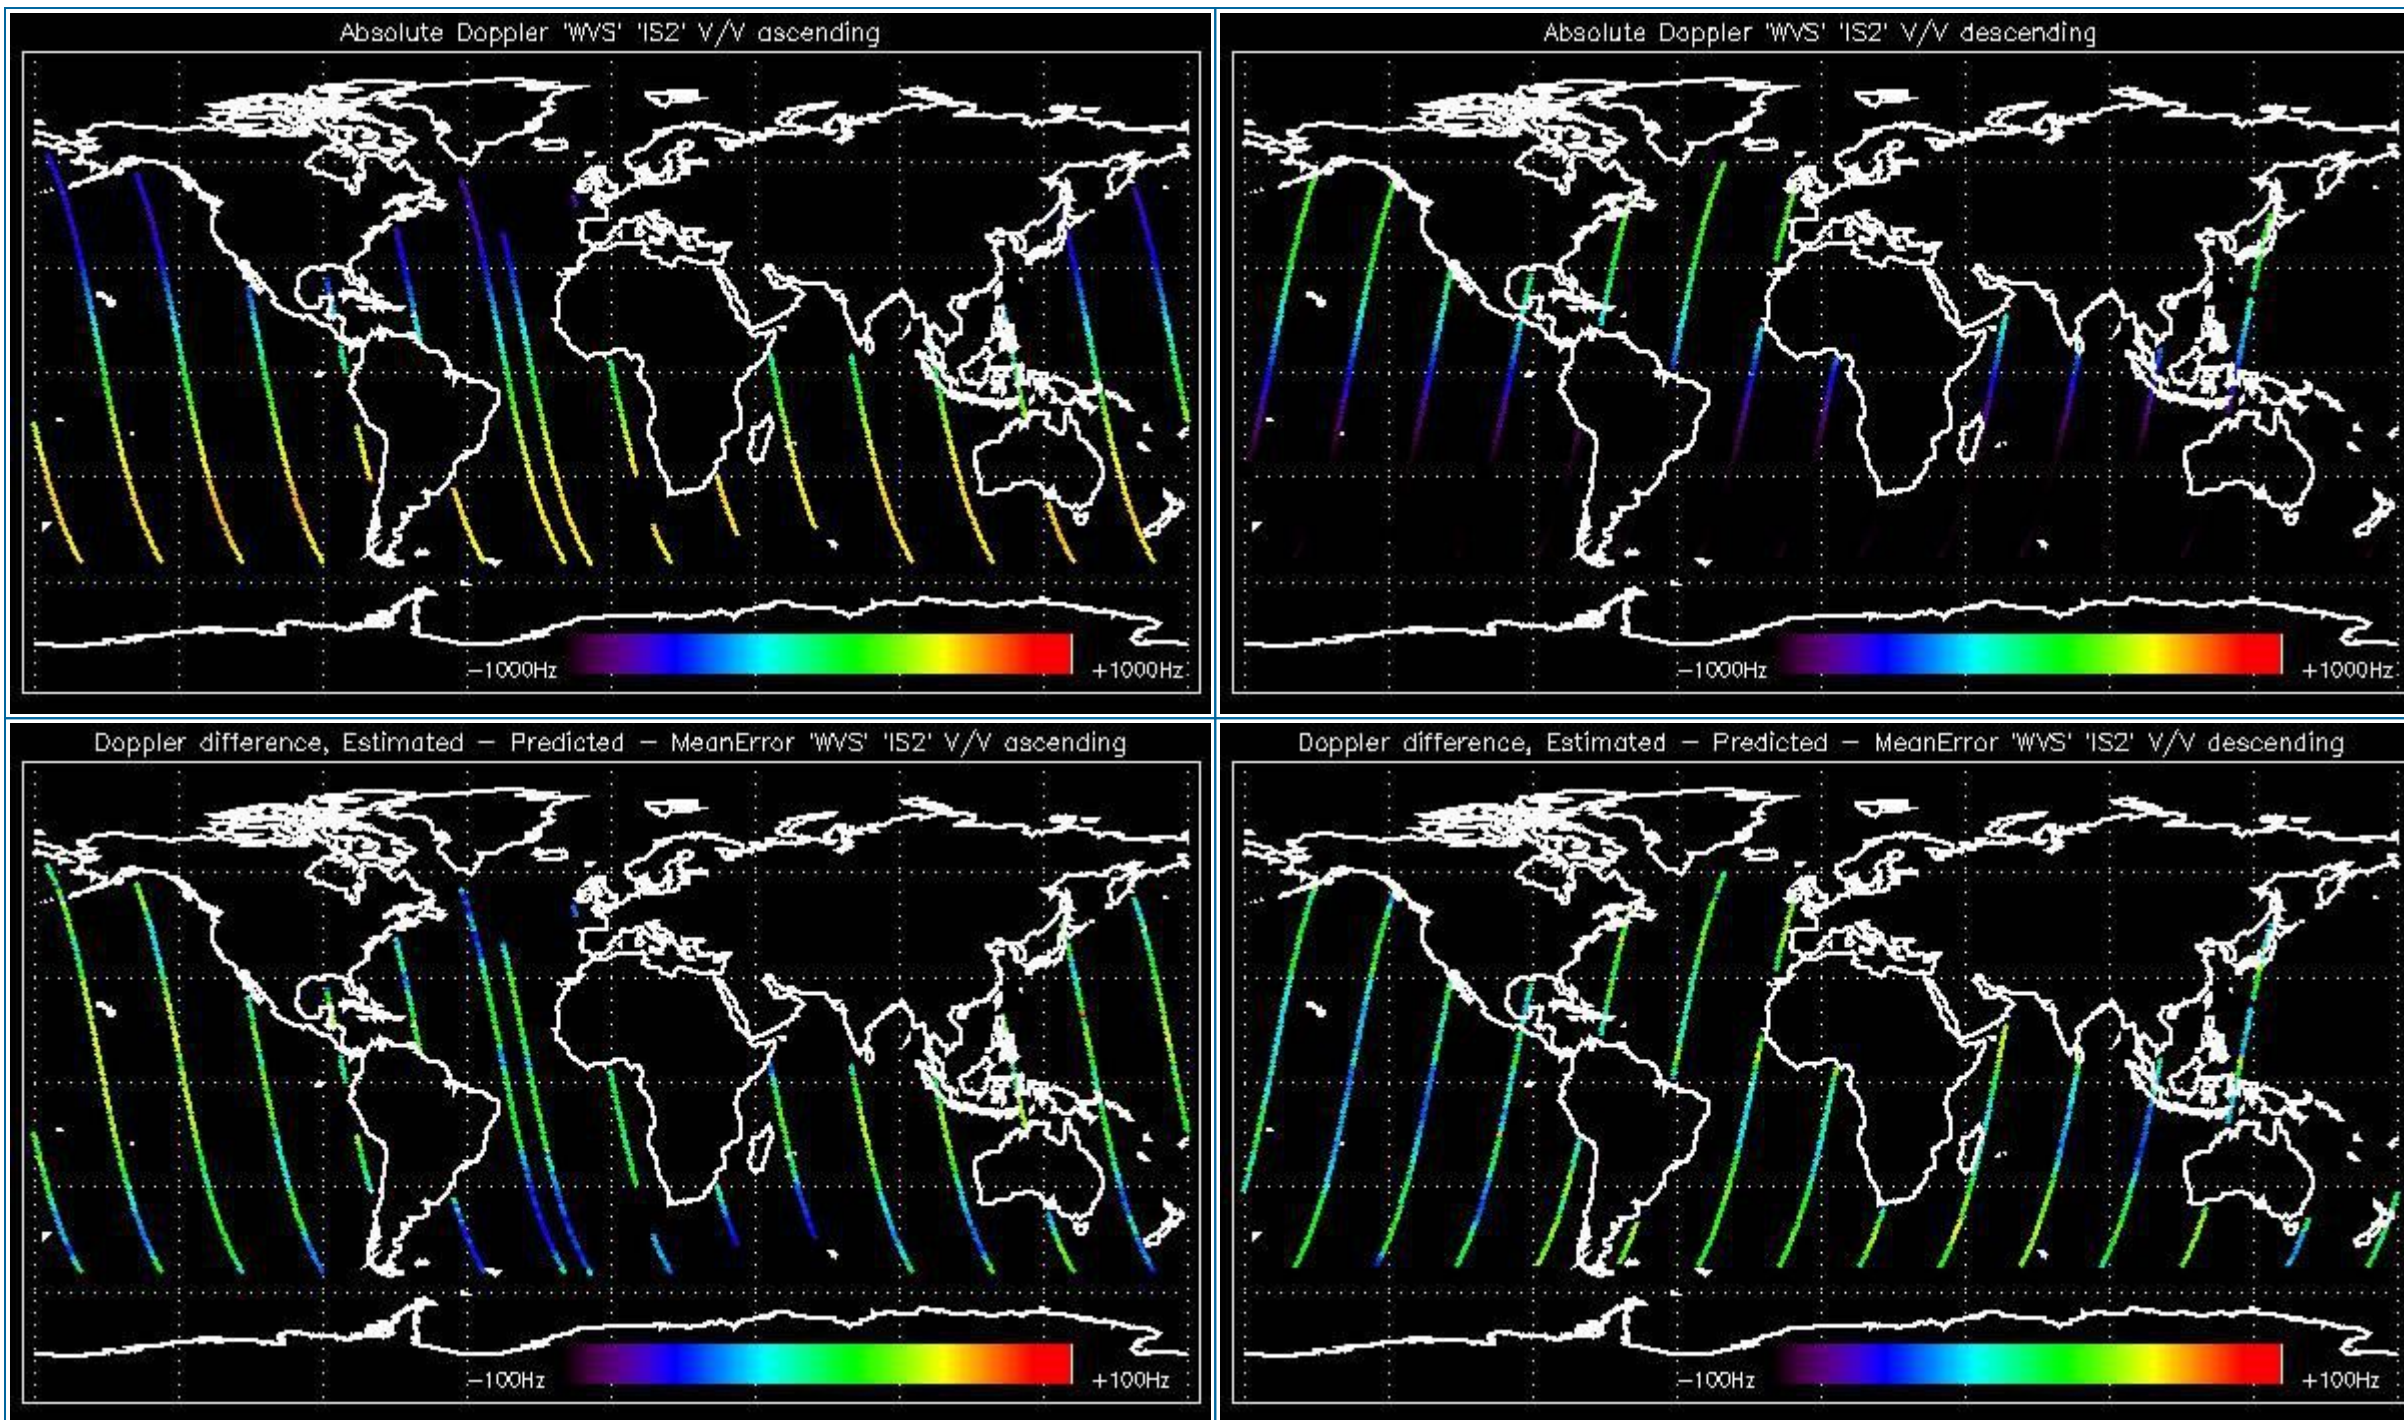 Absolute Doppler 'WVS' 'IS2' V/V ascending
-1000Hz
+1000Hz
Absolute Doppler 'WVS' 'IS2' V/V descending
-1000Hz
+1000Hz
Doppler difference, Estimated - Predicted - MeanError 'WVS' 'IS2' V/V ascending
-100Hz
+100Hz
Doppler difference, Estimated - Predicted - MeanError 'WVS' 'IS2' V/V descending
-100Hz
+100Hz